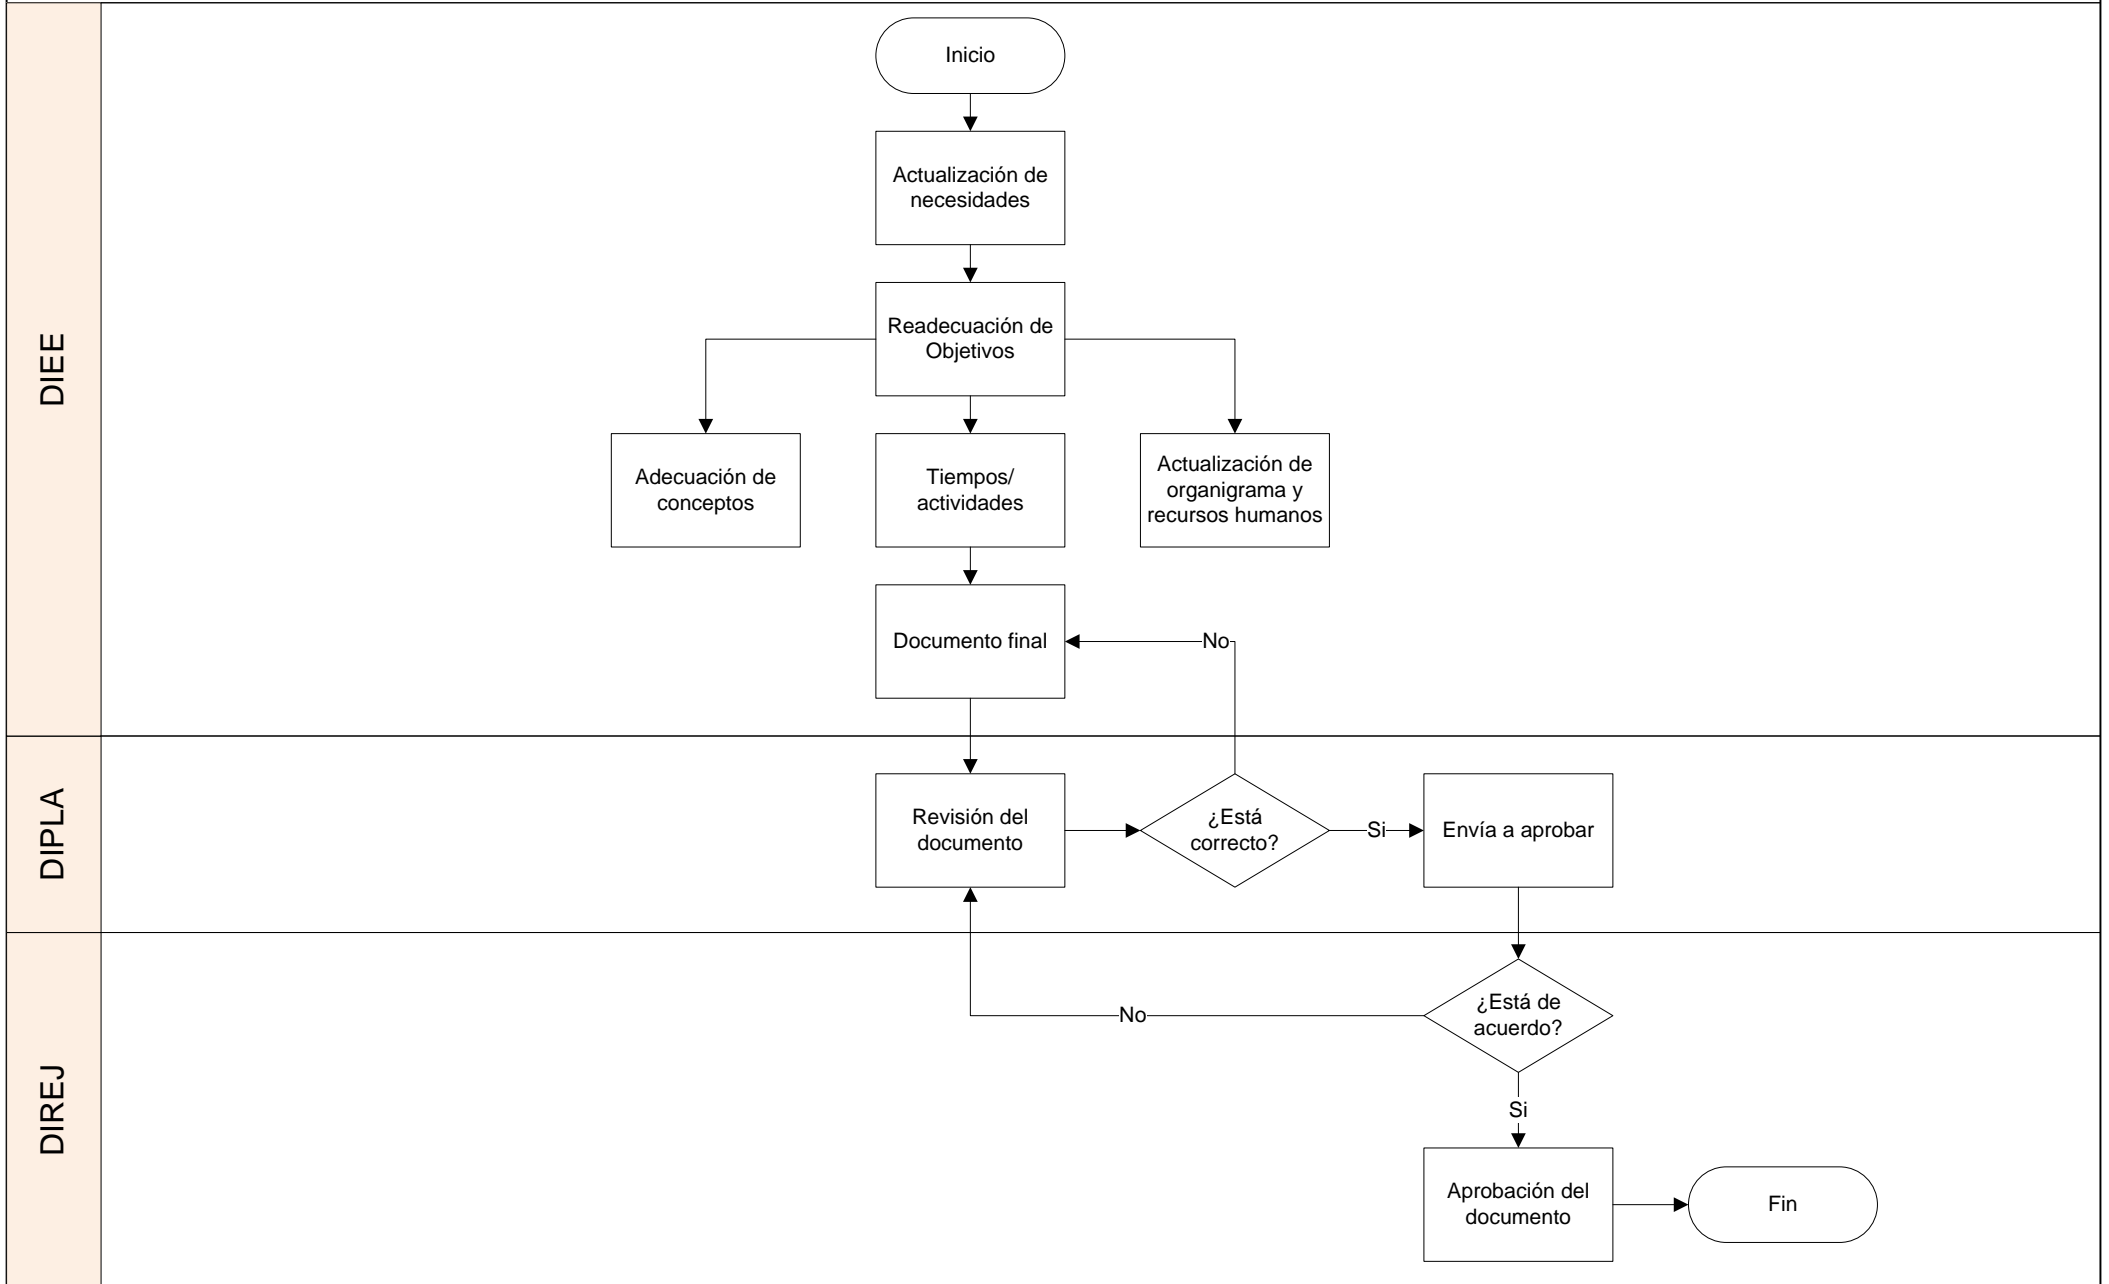 DIEE
Inicio
Actualización de
necesidades
Readecuación de
Objetivos
Adecuación de
conceptos
Tiempos/
actividades
Actualización de
organigrama y
recursos humanos
Documento final
No
DIPLA
Revisión del
documento
¿Está
correcto?
Si
Envía a aprobar
DIREJ
¿Está de
acuerdo?
No
Si
Aprobación del
documento
Fin